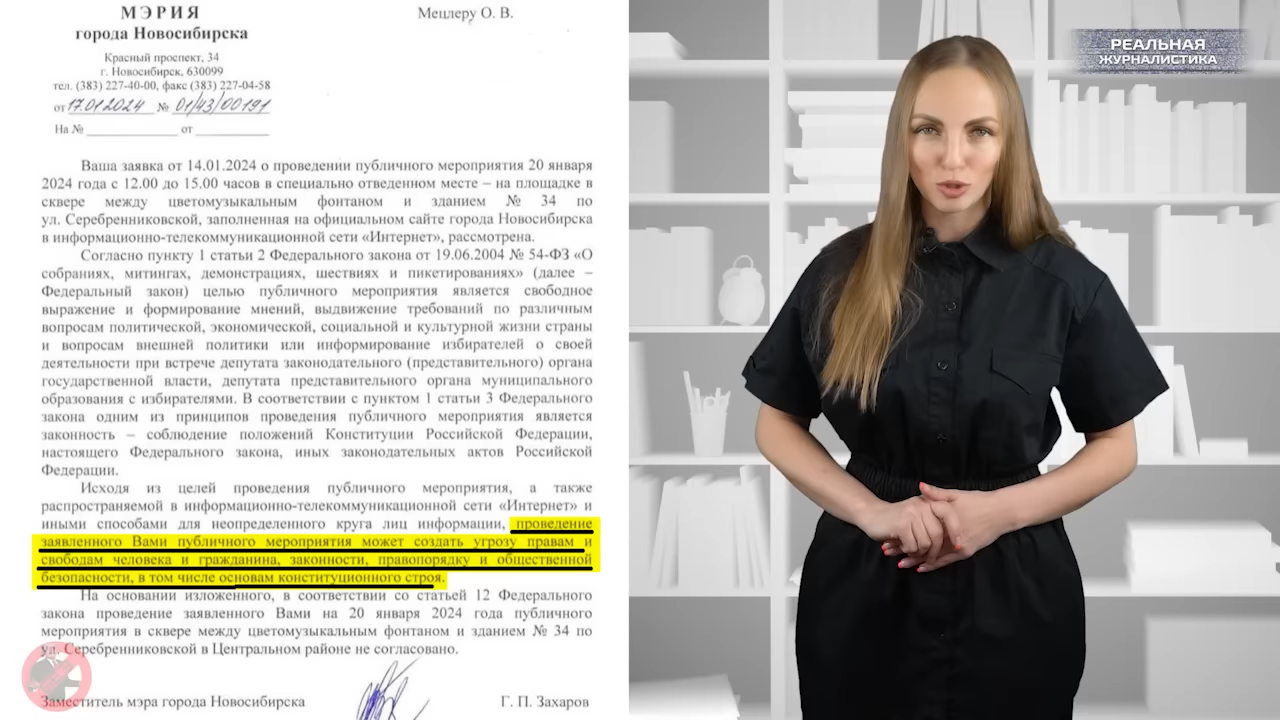 МЭРИЯ
города Новосибирска
Красный проспект, 34
г. Новосибирск, 630099
тел. (383) 227-40-00, факс (383) 227-04-58
от 17.01.2024 № 01/43/00191
На № ______________ от ___________
Мецлеру О. В.
РЕАЛЬНАЯ
ЖУРНАЛИСТИКА
Ваша заявка от 14.01.2024 о проведении публичного мероприятия 20 января
2024 года с 12.00 до 15.00 часов в специально отведенном месте – на площадке в
сквере между цветомузыкальным фонтаном и зданием № 34 по
ул. Серебренниковской, заполненная на официальном сайте города Новосибирска
в информационно-телекоммуникационной сети «Интернет», рассмотрена.
Согласно пункту 1 статьи 2 Федерального закона от 19.06.2004 № 54-ФЗ «О
собраниях, митингах, демонстрациях, шествиях и пикетированиях» (далее –
Федеральный закон) целью публичного мероприятия является свободное
выражение и формирование мнений, выдвижение требований по различным
вопросам политической, экономической, социальной и культурной жизни страны
и вопросам внешней политики или информирование избирателей о своей
деятельности при встрече депутата законодательного (представительного) органа
государственной власти, депутата представительного органа муниципального
образования с избирателями. В соответствии с пунктом 1 статьи 3 Федерального
закона одним из принципов проведения публичного мероприятия является
законность – соблюдение положений Конституции Российской Федерации,
настоящего Федерального закона, иных законодательных актов Российской
Федерации.
Исходя из целей проведения публичного мероприятия, а также
распространяемой в информационно-телекоммуникационной сети «Интернет» и
иными способами для неопределенного круга лиц информации, проведение
заявленного Вами публичного мероприятия может создать угрозу правам и
свободам человека и гражданина, законности, правопорядку и общественной
безопасности, в том числе основам конституционного строя.
На основании изложенного, в соответствии со статьей 12 Федерального
закона проведение заявленного Вами на 20 января 2024 года публичного
мероприятия в сквере между цветомузыкальным фонтаном и зданием № 34 по
ул. Серебренниковской в Центральном районе не согласовано.
Заместитель мэра города Новосибирска Г. П. Захаров